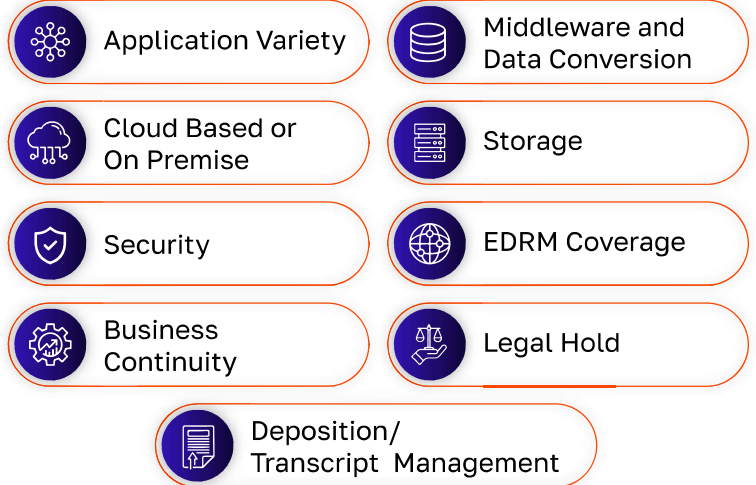 Application Variety
Middleware and
Data Conversion
Cloud Based or
On Premise
Storage
Security
EDRM Coverage
Business
Continuity
Legal Hold
Deposition/
Transcript  Management